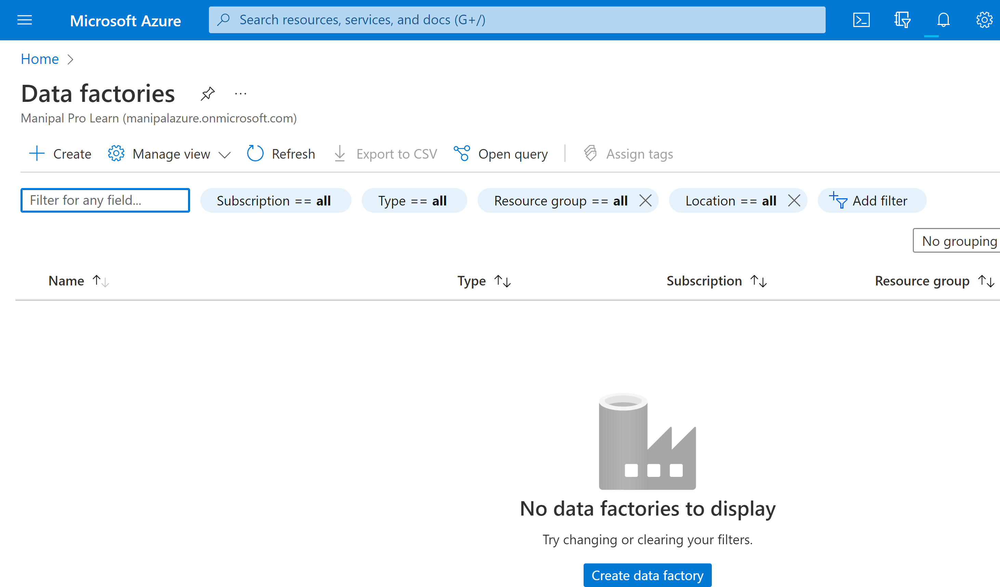 Microsoft Azure
Search resources, services, and docs (G+/)
Home
Data factories
Manipal Pro Learn (manipalazure.onmicrosoft.com)
Create Manage view Refresh Export to CSV Open query Assign tags
Filter for any field... Subscription == all Type == all Resource group == all Location == all Add filter
No grouping
Name Type Subscription Resource group
No data factories to display
Try changing or clearing your filters.
Create data factory